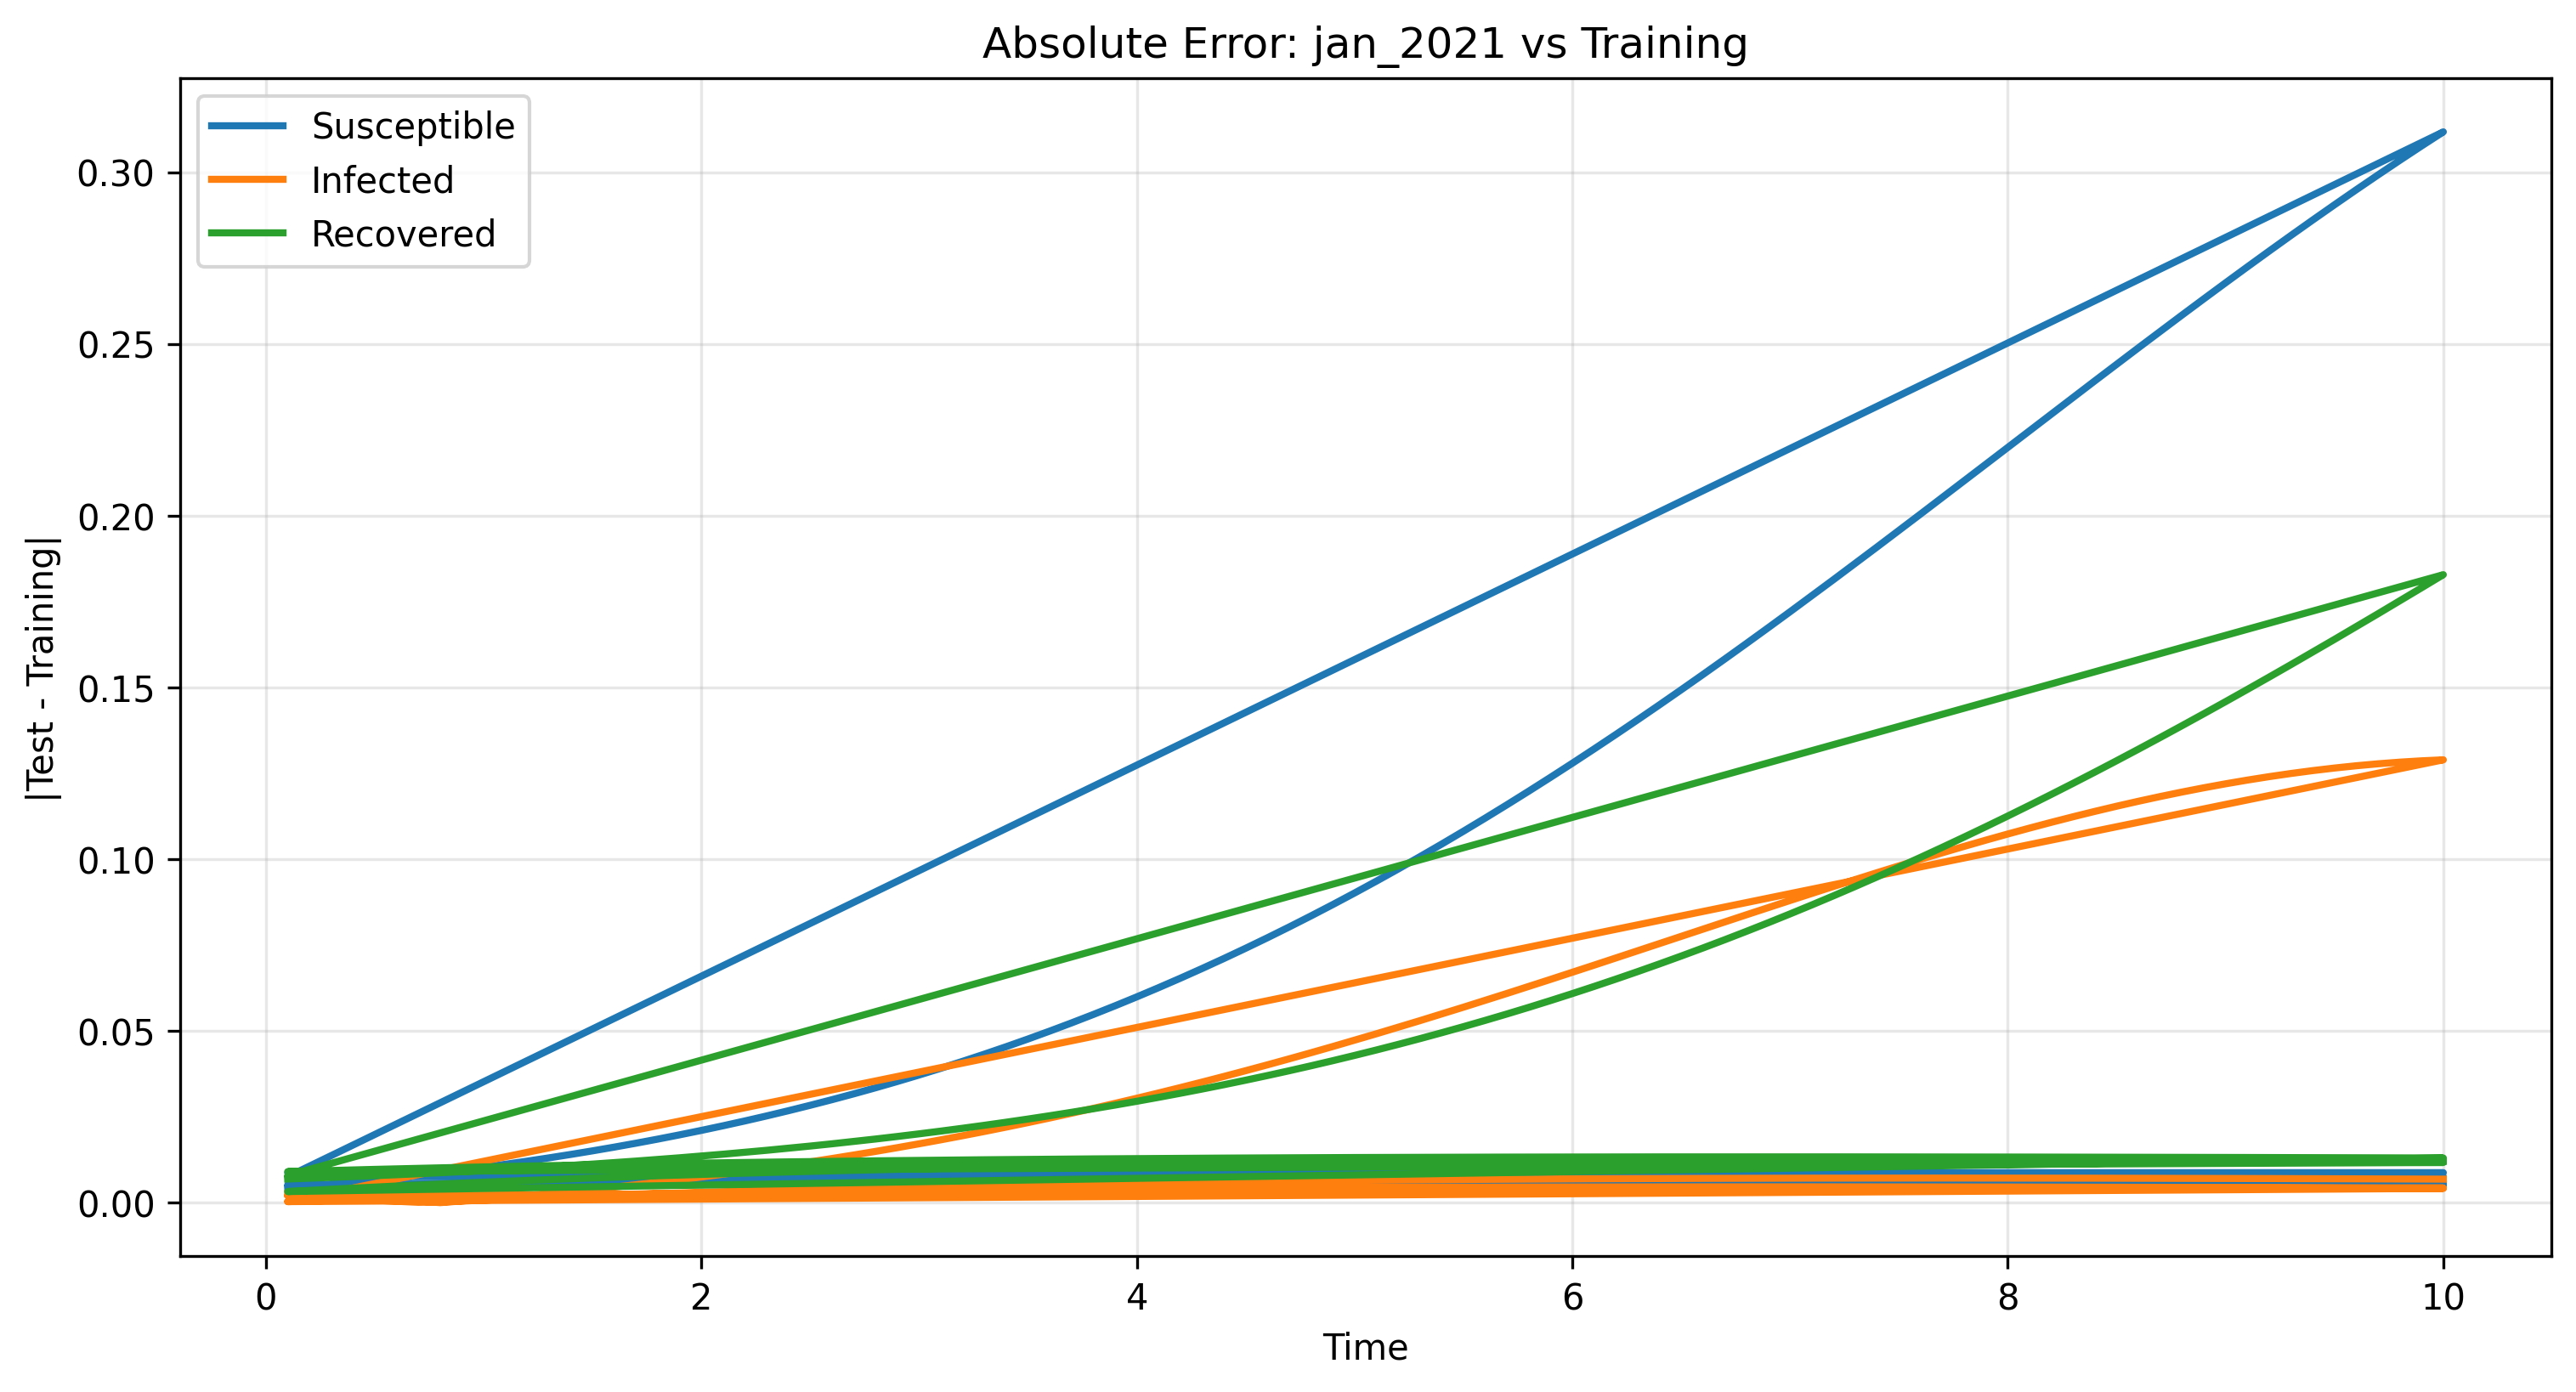 Absolute Error: jan_2021 vs Training
Susceptible
Infected
Recovered
|Test - Training|
0.30
0.25
0.20
0.15
0.10
0.05
0.00
0 2 4 6 8 10
Time